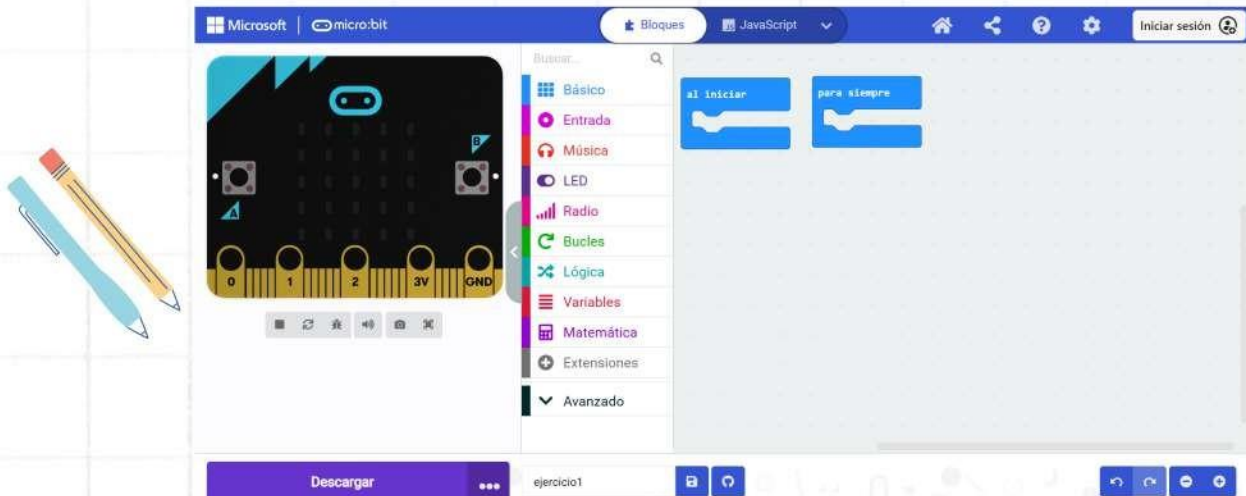 Microsoft micro:bit Bloques JavaScript Iniciar sesión
Buscar...
Básico
Entrada
Música
LED
Radio
Bucles
Lógica
Variables
Matemática
Extensiones
Avanzado
al iniciar para siempre
B
A
0 1 2 3V GND
Descargar ejercicio1